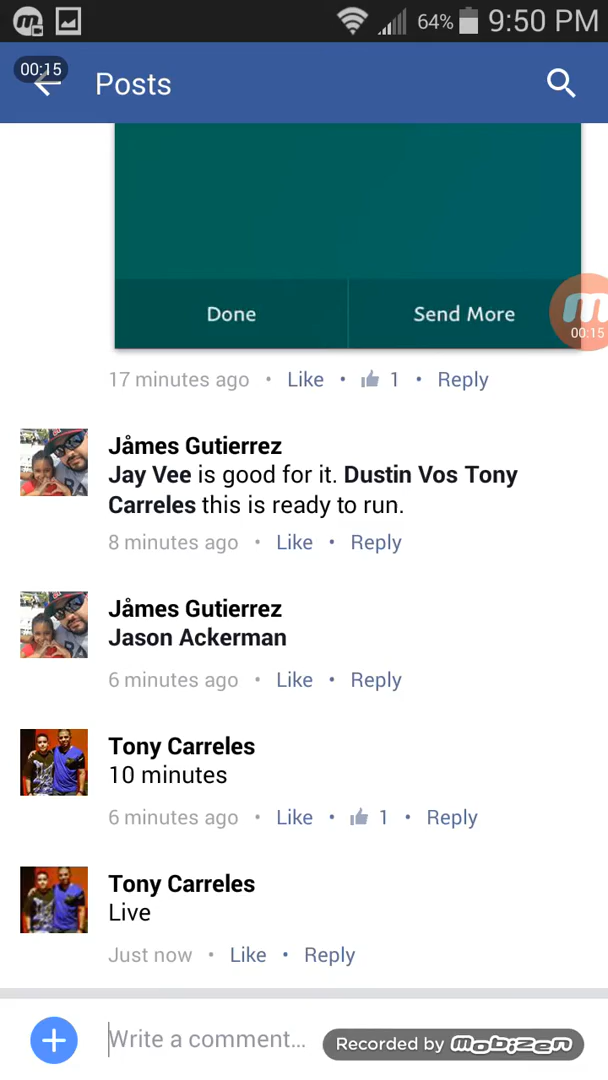 64% 9:50 PM
00:15
Posts
Done Send More
00:15
17 minutes ago • Like • 1 • Reply
Jåmes Gutierrez
Jay Vee is good for it. Dustin Vos Tony
Carreles this is ready to run.
8 minutes ago • Like • Reply
Jåmes Gutierrez
Jason Ackerman
6 minutes ago • Like • Reply
Tony Carreles
10 minutes
6 minutes ago • Like • 1 • Reply
Tony Carreles
Live
Just now • Like • Reply
Write a comment...
Recorded by mobizen